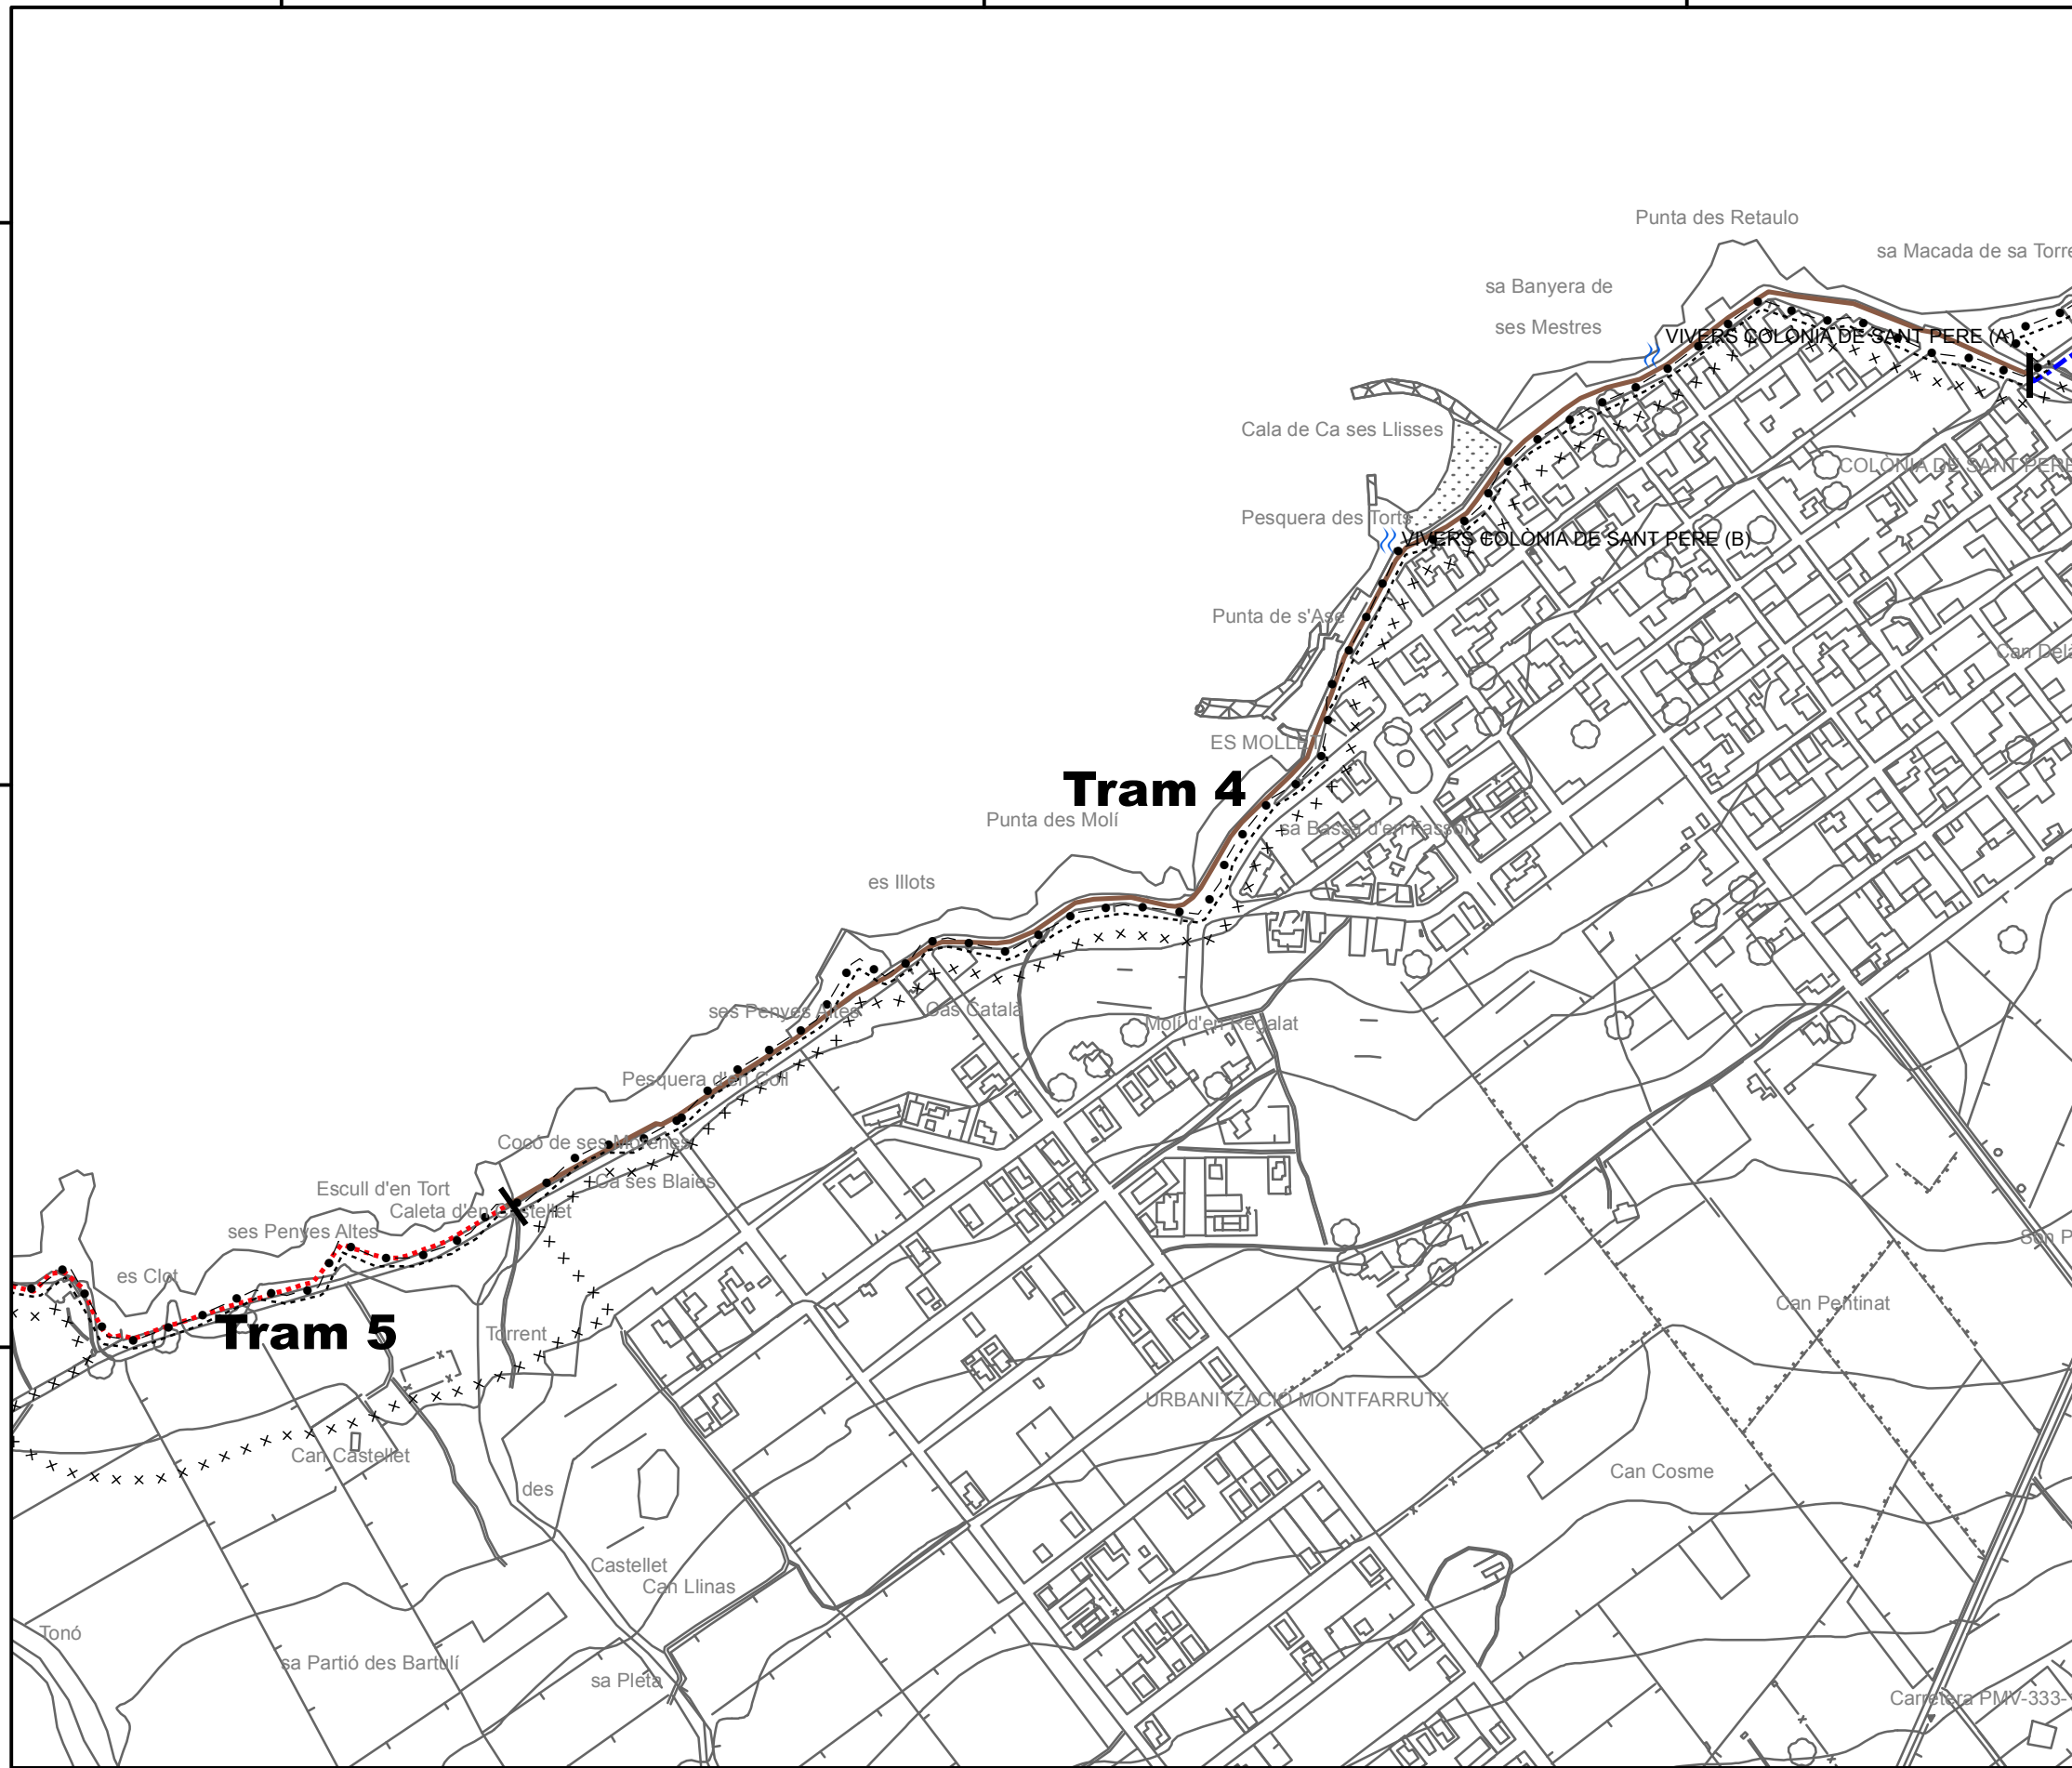 Punta des Retaulo
sa Macada de sa Torre
sa Banyera de
ses Mestres
VIVERS COLÒNIA DE SANT PERE (A)
Cala de Ca ses Llisses
COLÒNIA DE SANT PERE
Pesquera des Torts
VIVERS COLÒNIA DE SANT PERE (B)
Punta de s'Ase
Can Delà
ES MOLLET
Tram 4
Punta des Molí
sa Bassa d'en Fassol
es Illots
ses Penyes Altes
Cas Català
Molí d'en Regalat
Pesquera d'en Coll
Cocó de ses Morenes
Ca ses Blaies
Escull d'en Tort
Caleta d'en Castellet
ses Penyes Altes
Son P
es Clot
Can Pentinat
Tram 5
Torrent
URBANITZACIÓ MONTFARRUTX
Can Castellet
Can Cosme
des
Castellet
Can Llinas
Tonó
sa Partió des Bartulí
sa Pleta
Carretera PMV-333-